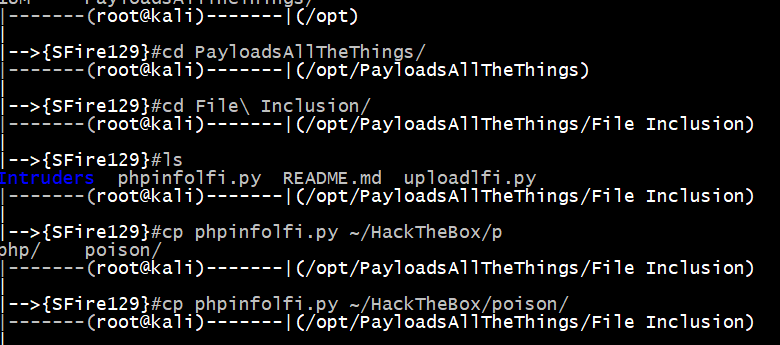 |-------(root@kali)-------|(/opt)
|
|-->{SFire129}#cd PayloadsAllTheThings/
|-------(root@kali)-------|(/opt/PayloadsAllTheThings)
|
|-->{SFire129}#cd File\ Inclusion/
|-------(root@kali)-------|(/opt/PayloadsAllTheThings/File Inclusion)
|
|-->{SFire129}#ls
Intruders  phpinfolfi.py  README.md  uploadlfi.py
|-------(root@kali)-------|(/opt/PayloadsAllTheThings/File Inclusion)
|
|-->{SFire129}#cp phpinfolfi.py ~/HackTheBox/p
php/    poison/
|-------(root@kali)-------|(/opt/PayloadsAllTheThings/File Inclusion)
|
|-->{SFire129}#cp phpinfolfi.py ~/HackTheBox/poison/
|-------(root@kali)-------|(/opt/PayloadsAllTheThings/File Inclusion)
|